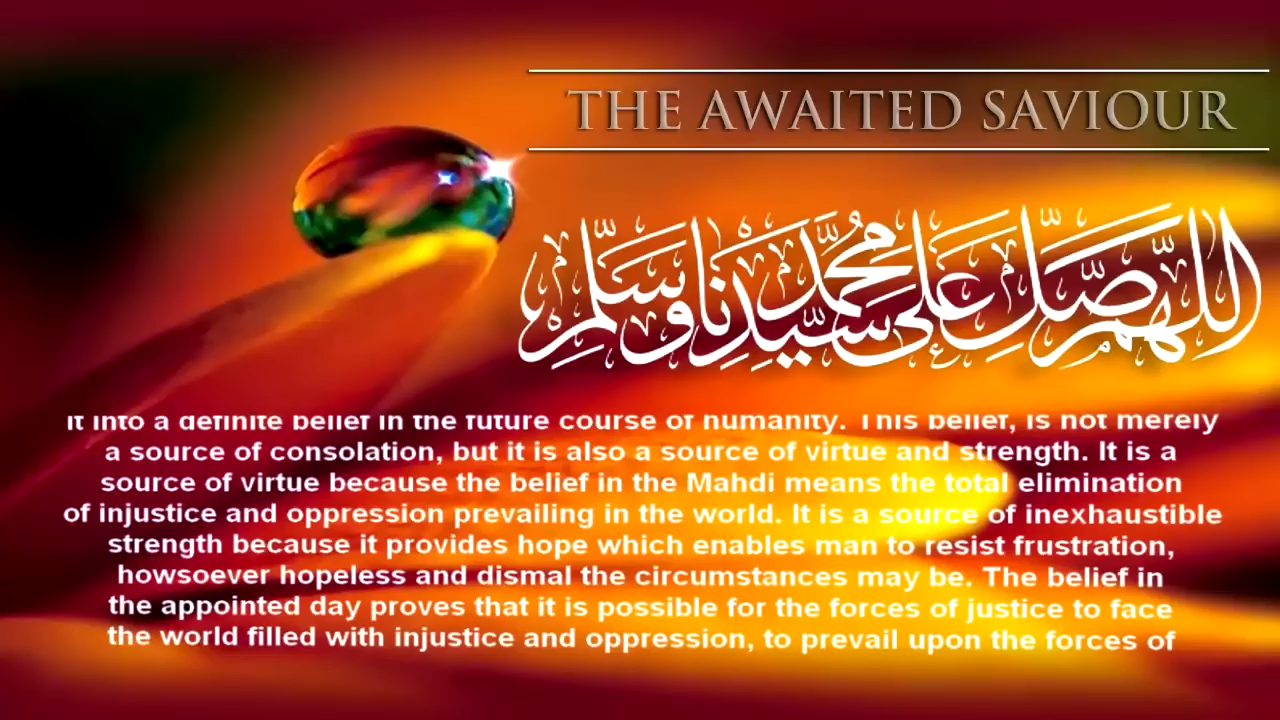 THE AWAITED SAVIOUR
اللهم صل على سيدنا محمد وسلم
it into a definite belief in the future course of humanity. This belief, is not merely
a source of consolation, but it is also a source of virtue and strength. It is a
source of virtue because the belief in the Mahdi means the total elimination
of injustice and oppression prevailing in the world. It is a source of inexhaustible
strength because it provides hope which enables man to resist frustration,
howsoever hopeless and dismal the circumstances may be. The belief in
the appointed day proves that it is possible for the forces of justice to face
the world filled with injustice and oppression, to prevail upon the forces of